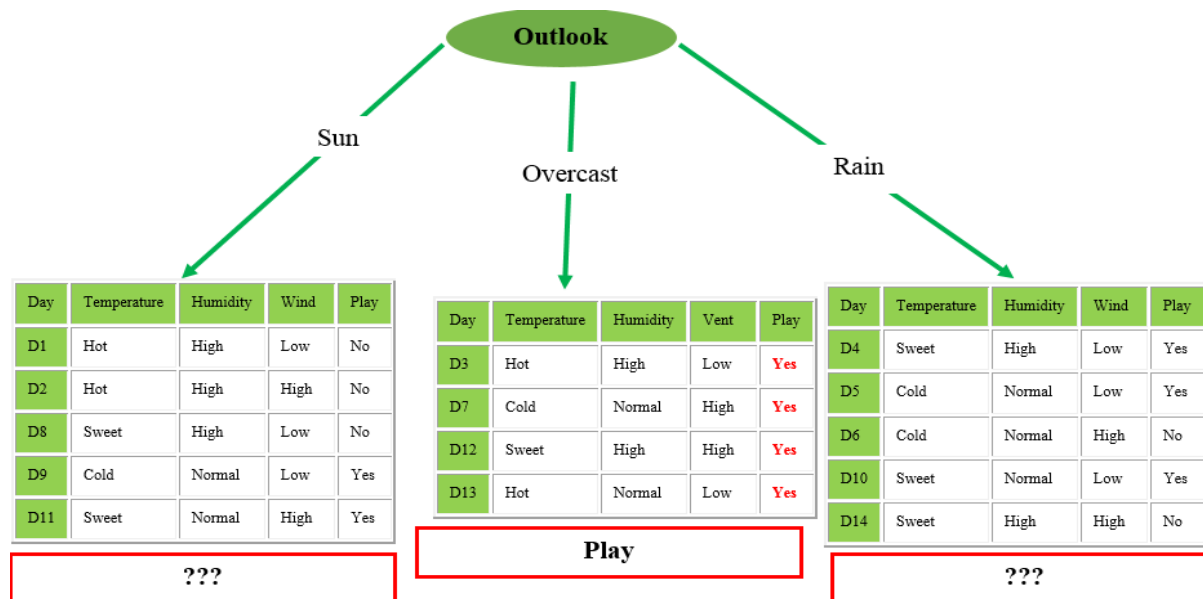 Outlook
Sun
Overcast
Rain
Day Temperature Humidity Wind Play
D1 Hot High Low No
D2 Hot High High No
D8 Sweet High Low No
D9 Cold Normal Low Yes
D11 Sweet Normal High Yes
???
Day Temperature Humidity Vent Play
D3 Hot High Low Yes
D7 Cold Normal High Yes
D12 Sweet High High Yes
D13 Hot Normal Low Yes
Play
Day Temperature Humidity Wind Play
D4 Sweet High Low Yes
D5 Cold Normal Low Yes
D6 Cold Normal High No
D10 Sweet Normal Low Yes
D14 Sweet High High No
???